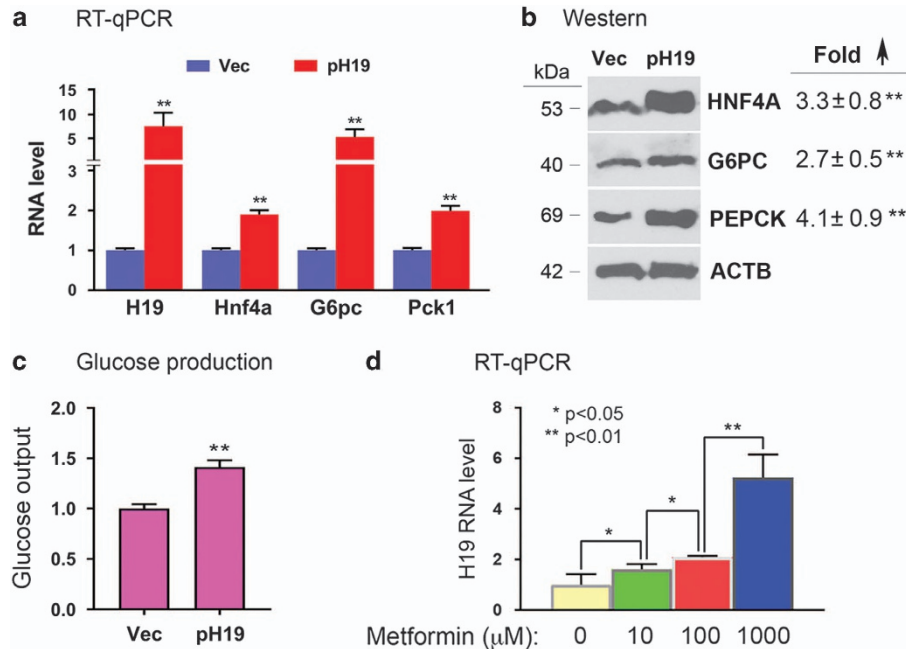 a RT-qPCR
Vec pH19
RNA level
15
10
5
3
2
1
0
** ** ** **
H19 Hnf4a G6pc Pck1
b Western
Vec pH19 Fold
kDa
53 HNF4A 3.3±0.8**
40 G6PC 2.7±0.5**
69 PEPCK 4.1±0.9**
42 ACTB
c Glucose production
Glucose output
2.0
1.5
1.0
0.5
0.0
**
Vec pH19
d RT-qPCR
H19 RNA level
8
6
4
2
0
* p<0.05
** p<0.01
* * **
Metformin (μM): 0 10 100 1000